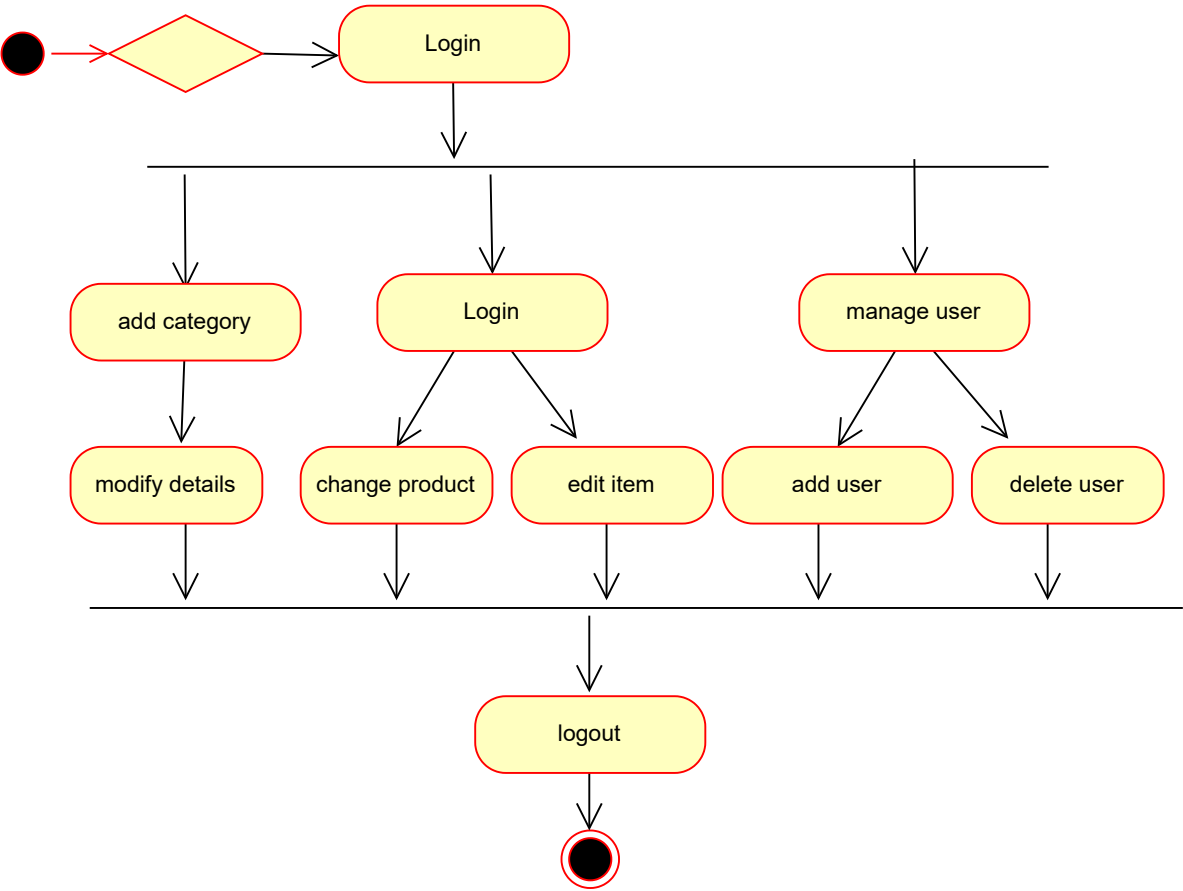 Login
add category
Login
manage user
modify details
change product
edit item
add user
delete user
logout